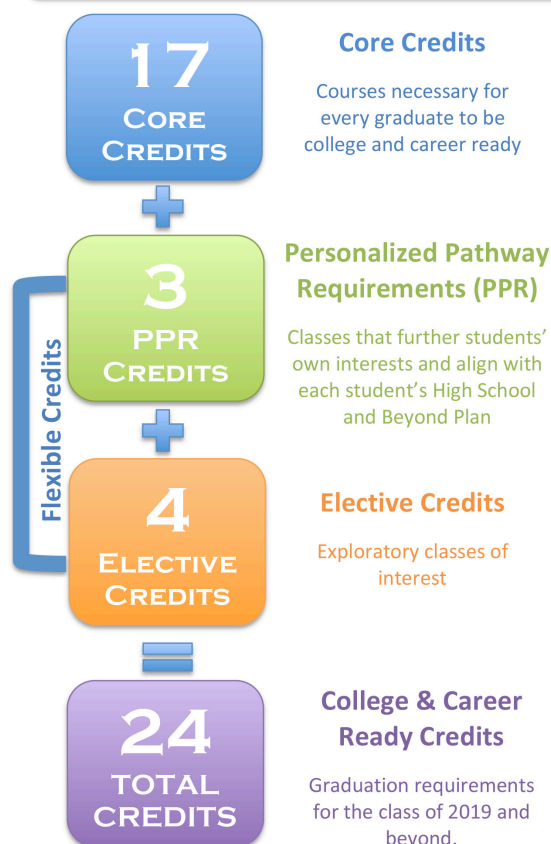 17
CORE
CREDITS
Core Credits
Courses necessary for
every graduate to be
college and career ready
Flexible Credits
3
PPR
CREDITS
Personalized Pathway
Requirements (PPR)
Classes that further students’
own interests and align with
each student’s High School
and Beyond Plan
4
ELECTIVE
CREDITS
Elective Credits
Exploratory classes of
interest
24
TOTAL
CREDITS
College & Career
Ready Credits
Graduation requirements
for the class of 2019 and
beyond.